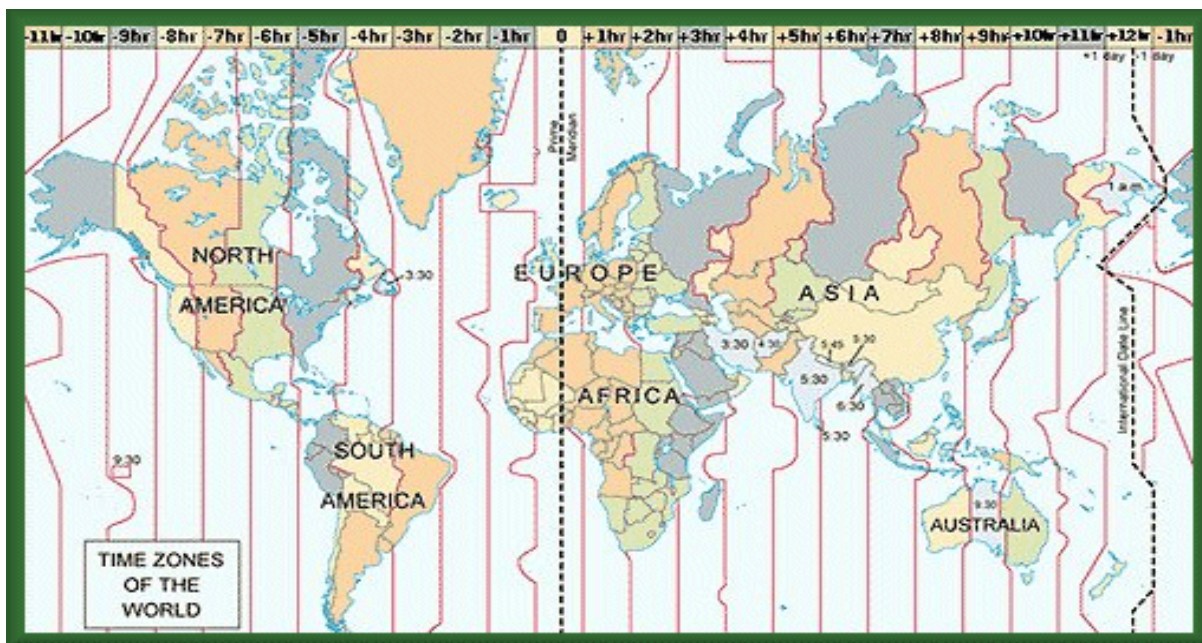 -11hr -10hr -9hr -8hr -7hr -6hr -5hr -4hr -3hr -2hr -1hr 0 +1hr +2hr +3hr +4hr +5hr +6hr +7hr +8hr +9hr +10hr +11hr +12hr -1hr
+1 day -1 day
Prime
Meridian
1 a.m.
NORTH
AMERICA
3:30
EUROPE
ASIA
3:30
4:30
5:45
5:30
5:30
6:30
5:30
AFRICA
International Date Line
SOUTH
AMERICA
9:30
9:30
AUSTRALIA
TIME ZONES
OF THE
WORLD